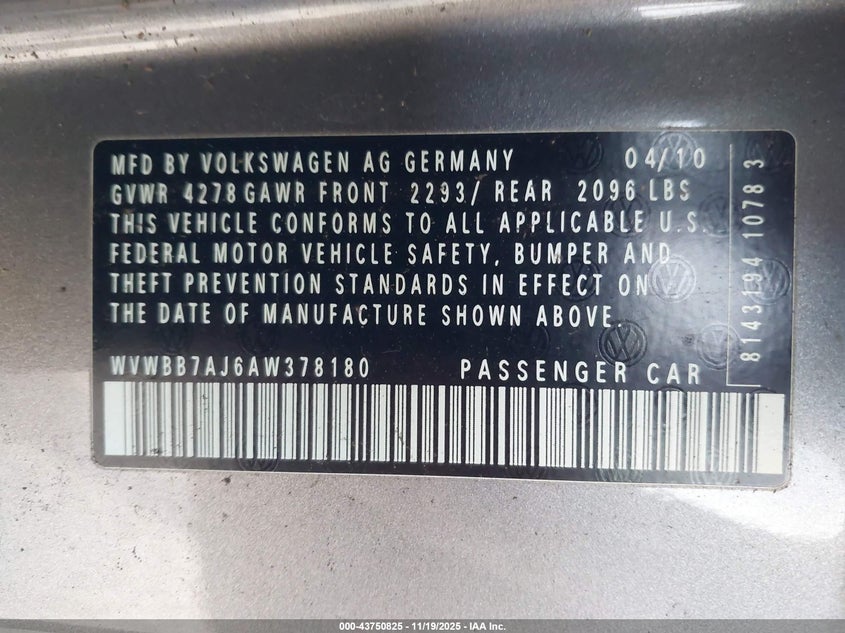 MFD BY VOLKSWAGEN AG GERMANY 04/10
GVWR 4278 GAWR FRONT 2293/ REAR 2096 LBS
THIS VEHICLE CONFORMS TO ALL APPLICABLE U.S.
FEDERAL MOTOR VEHICLE SAFETY, BUMPER AND
THEFT PREVENTION STANDARDS IN EFFECT ON
THE DATE OF MANUFACTURE SHOWN ABOVE.
WVWBB7AJ6AW378180 PASSENGER CAR
8143194 1078 3
000-43750825 - 11/19/2025 - IAA Inc.